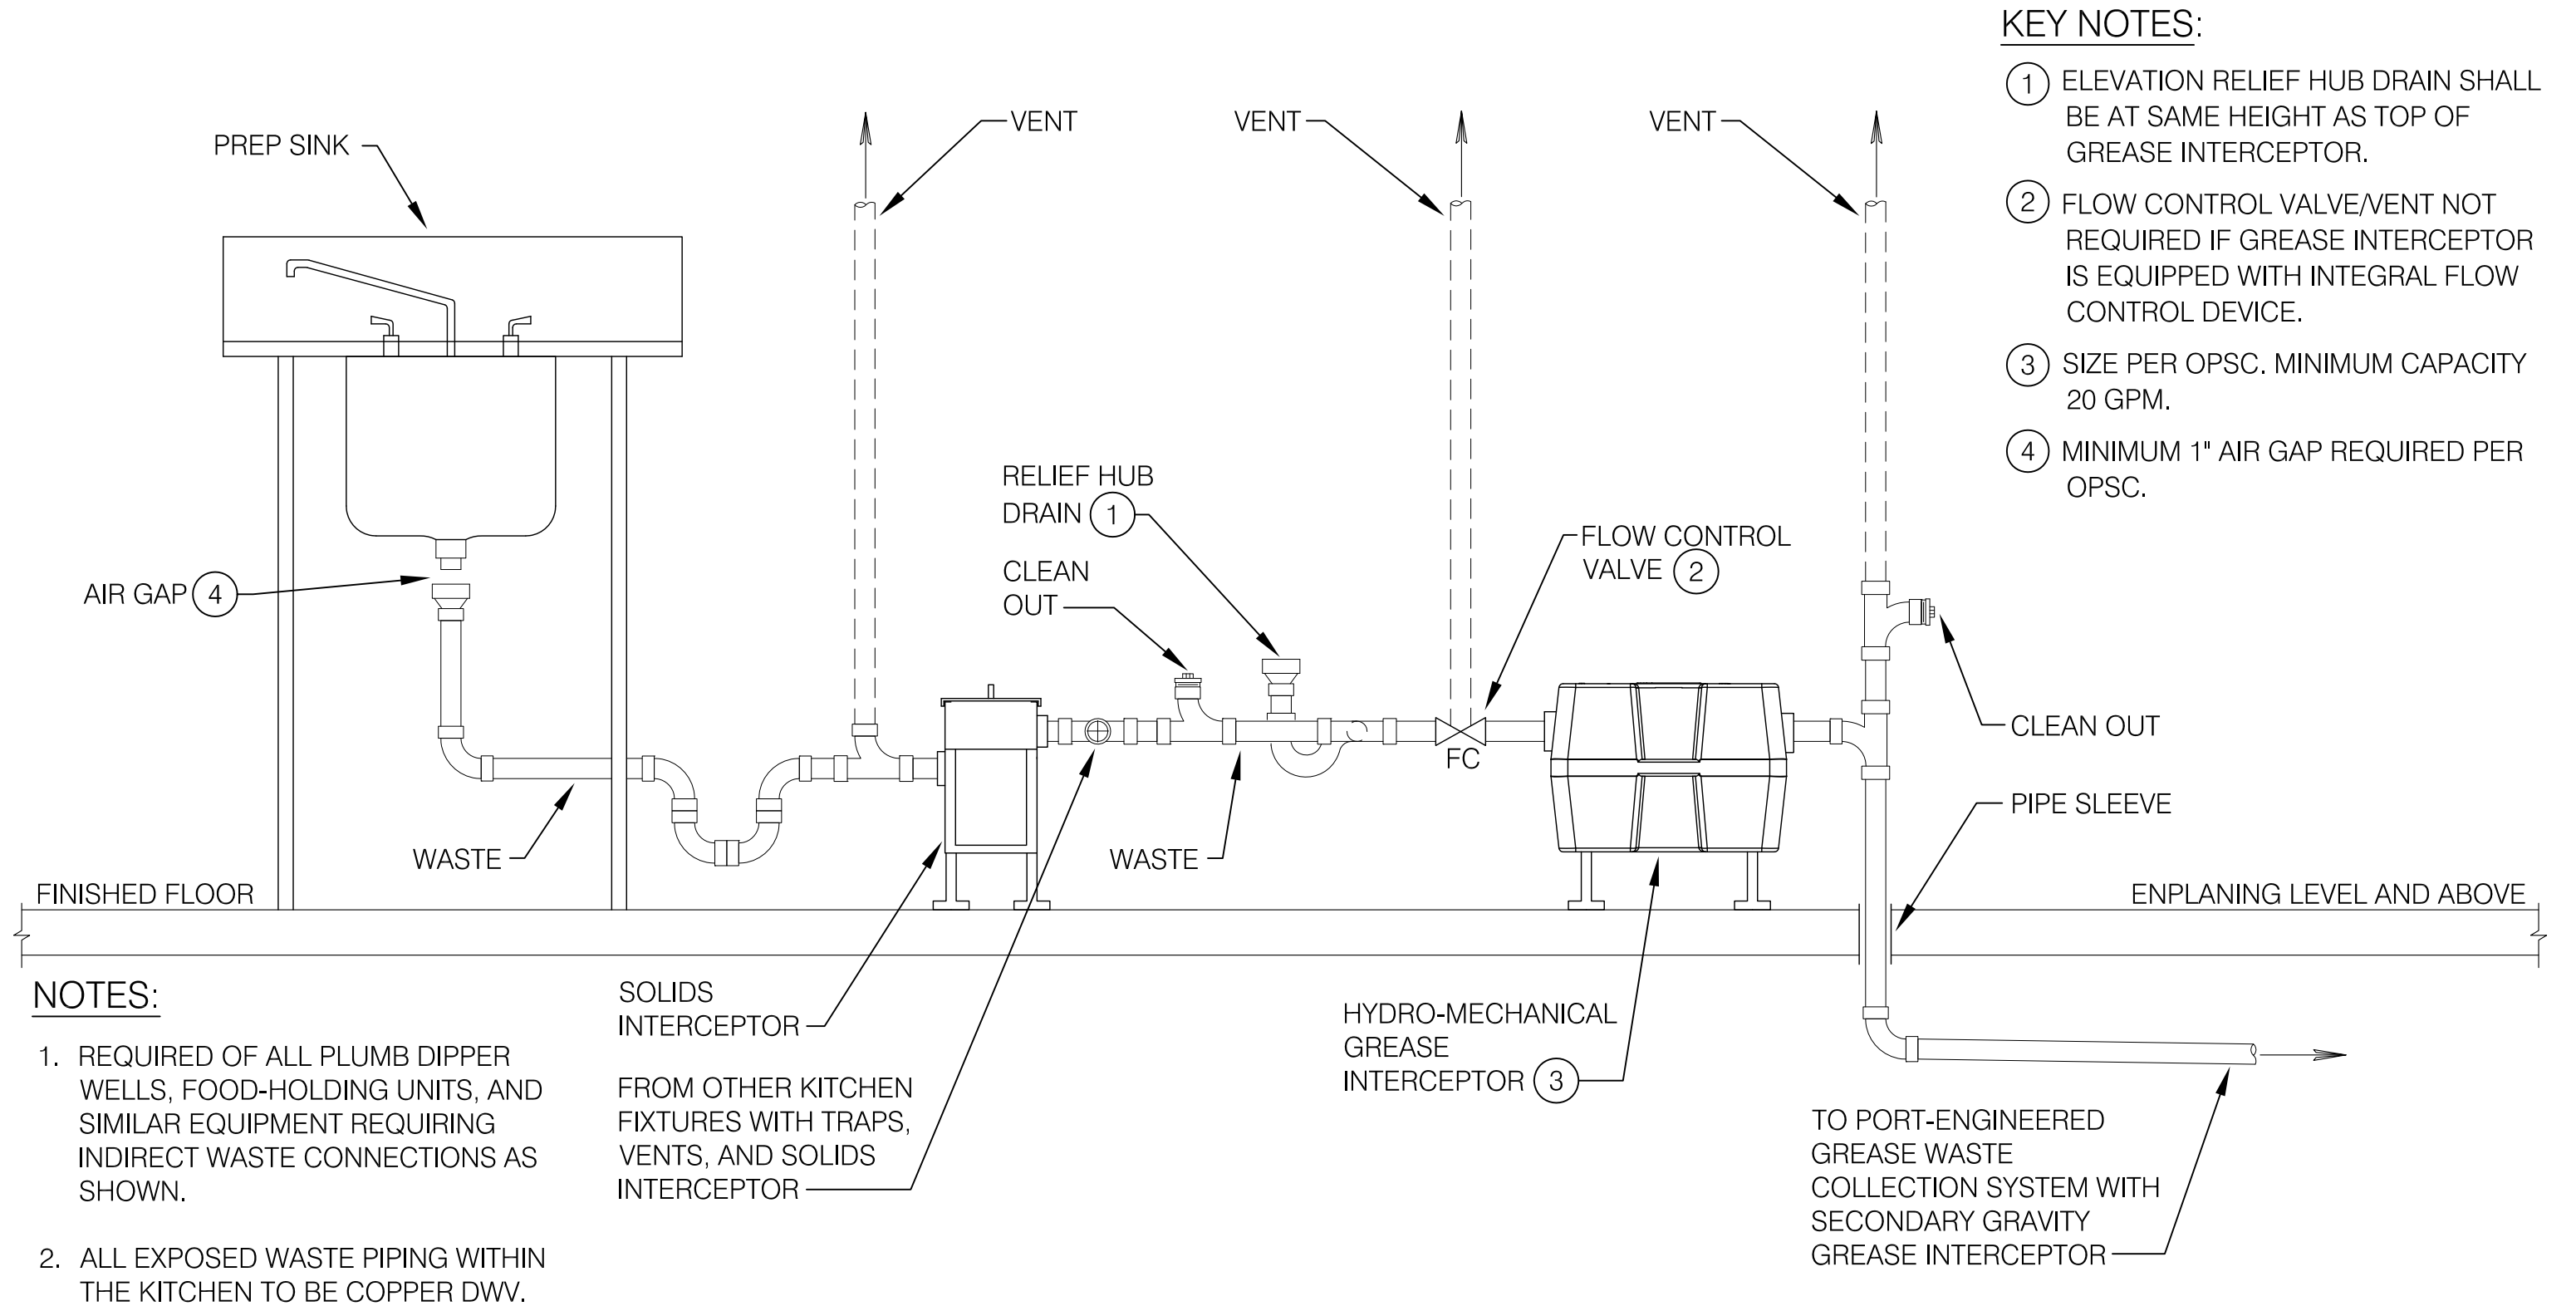 KEY NOTES:
1 ELEVATION RELIEF HUB DRAIN SHALL
BE AT SAME HEIGHT AS TOP OF
GREASE INTERCEPTOR.
2 FLOW CONTROL VALVE/VENT NOT
REQUIRED IF GREASE INTERCEPTOR
IS EQUIPPED WITH INTEGRAL FLOW
CONTROL DEVICE.
3 SIZE PER OPSC. MINIMUM CAPACITY
20 GPM.
4 MINIMUM 1" AIR GAP REQUIRED PER
OPSC.
PREP SINK
VENT
VENT
VENT
RELIEF HUB
DRAIN 1
CLEAN
OUT
FLOW CONTROL
VALVE 2
AIR GAP 4
CLEAN OUT
FC
PIPE SLEEVE
WASTE
WASTE
FINISHED FLOOR
ENPLANING LEVEL AND ABOVE
NOTES:
1. REQUIRED OF ALL PLUMB DIPPER
WELLS, FOOD-HOLDING UNITS, AND
SIMILAR EQUIPMENT REQUIRING
INDIRECT WASTE CONNECTIONS AS
SHOWN.
2. ALL EXPOSED WASTE PIPING WITHIN
THE KITCHEN TO BE COPPER DWV.
SOLIDS
INTERCEPTOR
FROM OTHER KITCHEN
FIXTURES WITH TRAPS,
VENTS, AND SOLIDS
INTERCEPTOR
HYDRO-MECHANICAL
GREASE
INTERCEPTOR 3
TO PORT-ENGINEERED
GREASE WASTE
COLLECTION SYSTEM WITH
SECONDARY GRAVITY
GREASE INTERCEPTOR